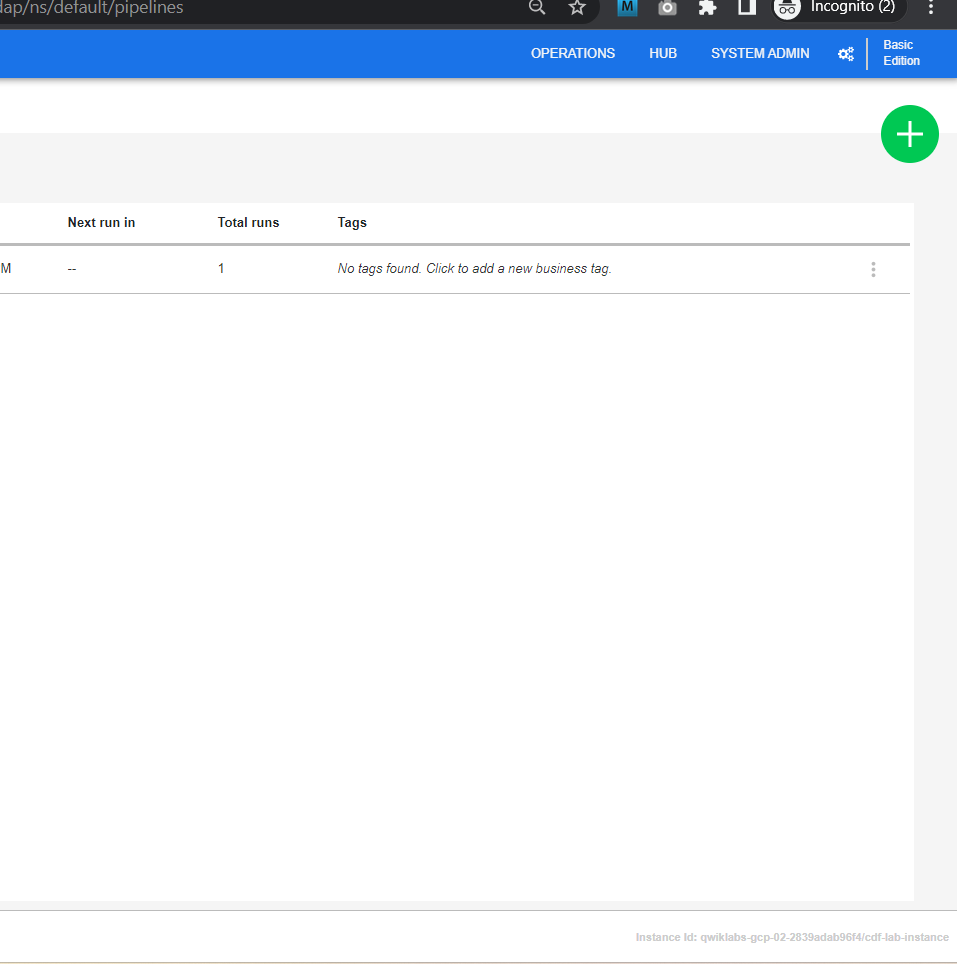 dap/ns/default/pipelines
M
Incognito (2)
OPERATIONS
HUB
SYSTEM ADMIN
Basic
Edition
Next run in
Total runs
Tags
M
--
1
No tags found. Click to add a new business tag.
Instance Id: qwiklabs-gcp-02-2839adab96f4/cdf-lab-instance